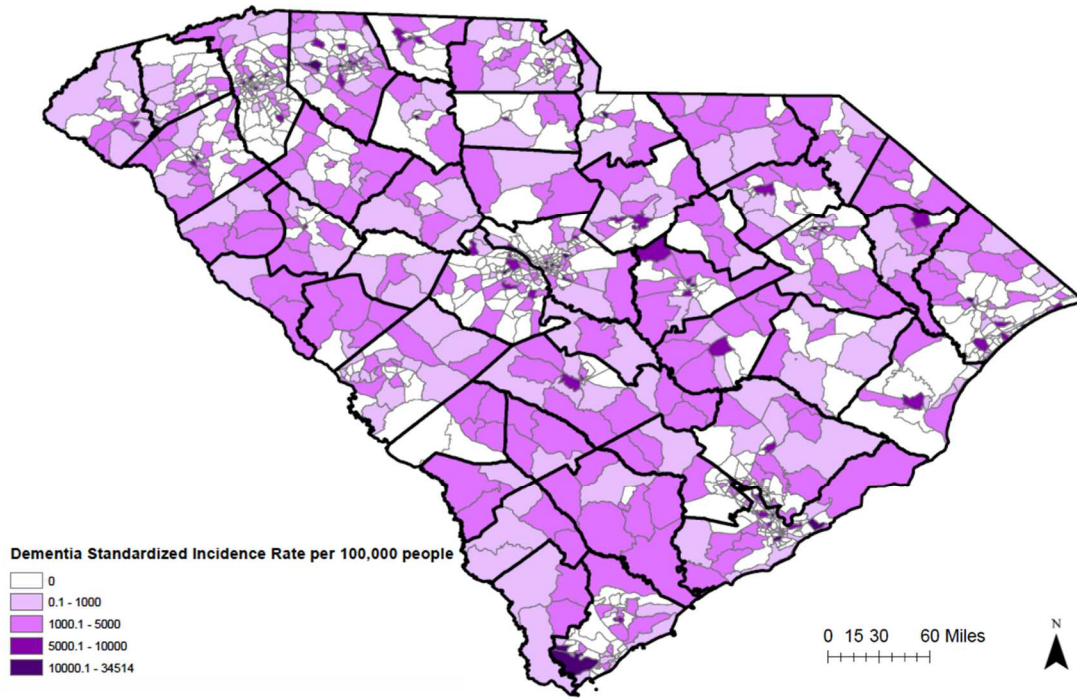 Dementia Standardized Incidence Rate per 100,000 people
0
0.1 - 1000
1000.1 - 5000
5000.1 - 10000
10000.1 - 34514
0 15 30 60 Miles
N